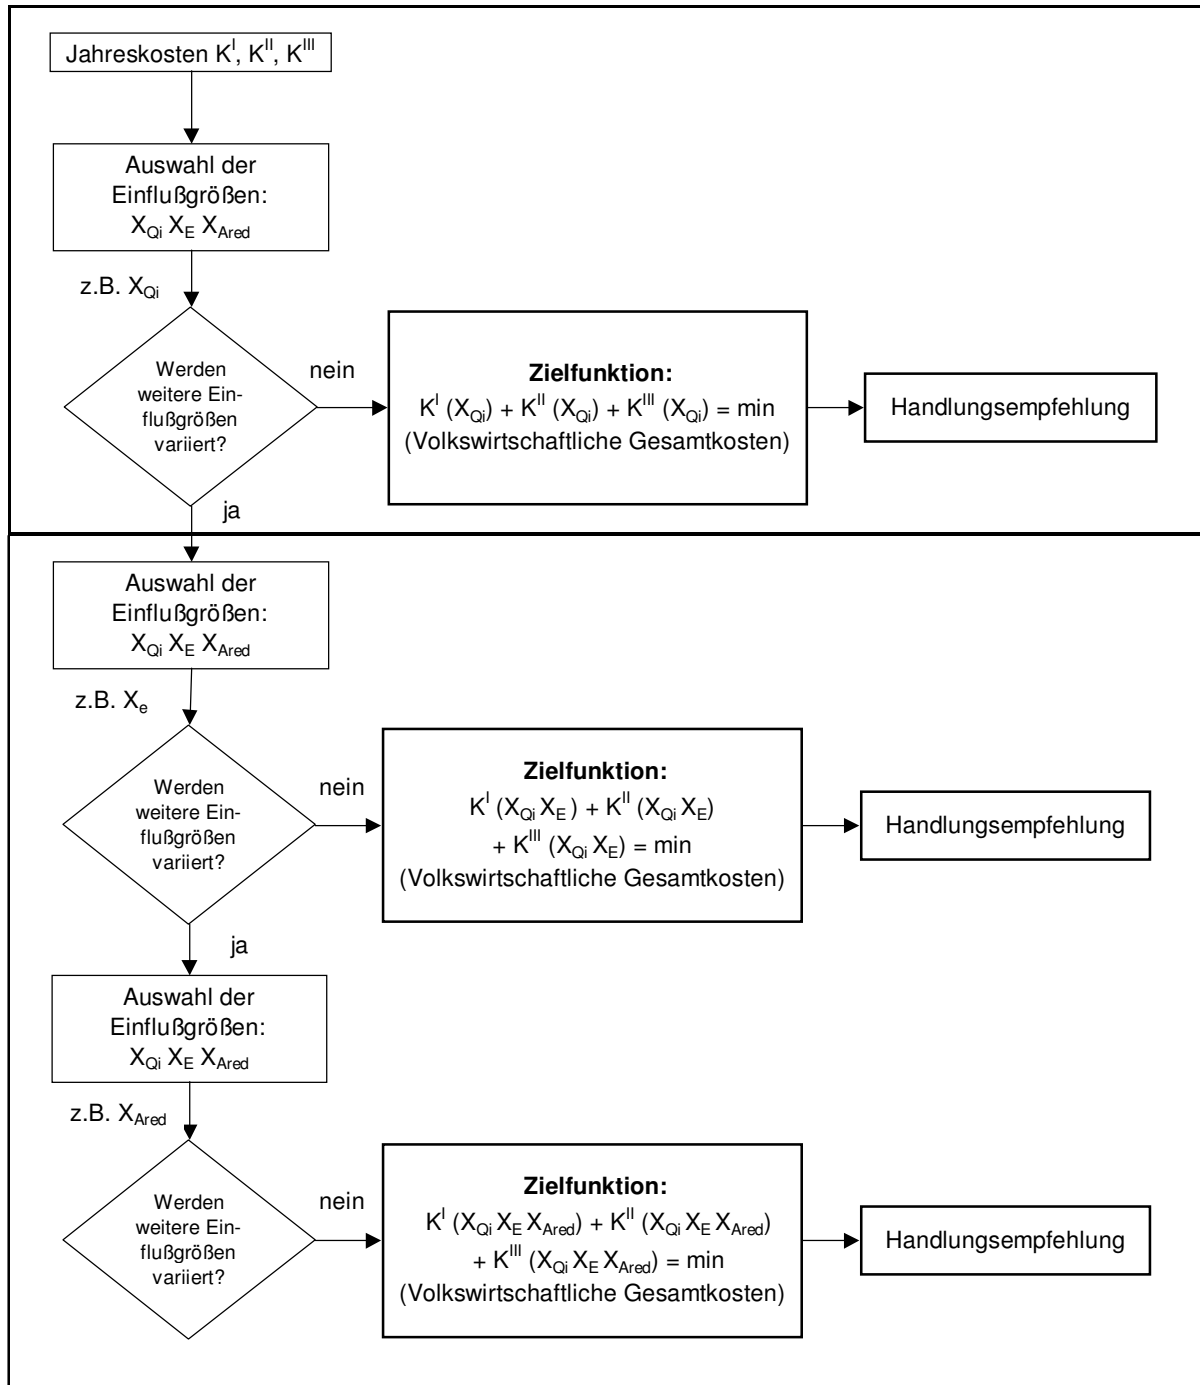 Jahreskosten K^I, K^II, K^III
Auswahl der
Einflußgrößen:
X_Qi X_E X_Ared
z.B. X_Qi
Werden
weitere Ein-
flußgrößen
variiert?
nein
Zielfunktion:
K^I (X_Qi) + K^II (X_Qi) + K^III (X_Qi) = min
(Volkswirtschaftliche Gesamtkosten)
Handlungsempfehlung
ja
Auswahl der
Einflußgrößen:
X_Qi X_E X_Ared
z.B. X_e
Werden
weitere Ein-
flußgrößen
variiert?
nein
Zielfunktion:
K^I (X_Qi X_E ) + K^II (X_Qi X_E)
+ K^III (X_Qi X_E) = min
(Volkswirtschaftliche Gesamtkosten)
Handlungsempfehlung
ja
Auswahl der
Einflußgrößen:
X_Qi X_E X_Ared
z.B. X_Ared
Werden
weitere Ein-
flußgrößen
variiert?
nein
Zielfunktion:
K^I (X_Qi X_E X_Ared) + K^II (X_Qi X_E X_Ared)
+ K^III (X_Qi X_E X_Ared) = min
(Volkswirtschaftliche Gesamtkosten)
Handlungsempfehlung